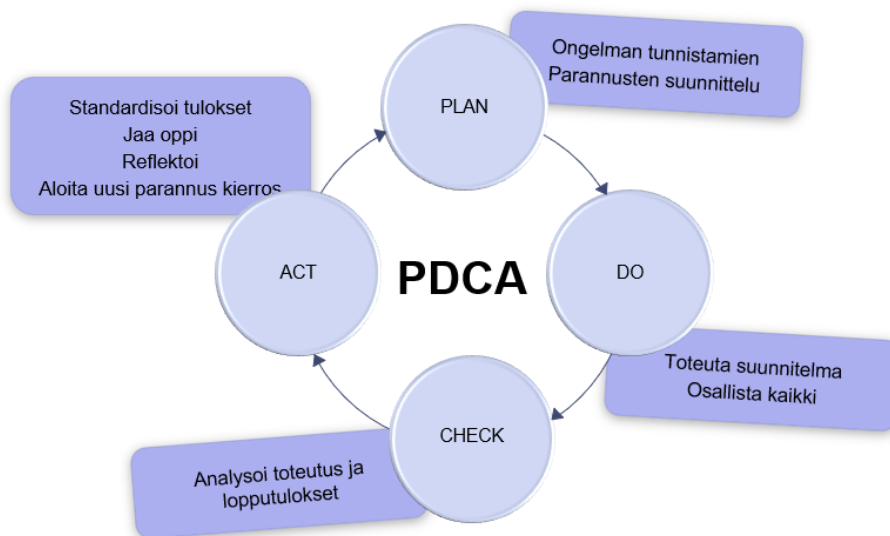 Ongelman tunnistamien
Parannusten suunnittelu
PLAN
Standardisoi tulokset
Jaa oppi
Reflektoi
Aloita uusi parannus kierros
ACT
PDCA
DO
Toteuta suunnitelma
Osallista kaikki
CHECK
Analysoi toteutus ja
lopputulokset